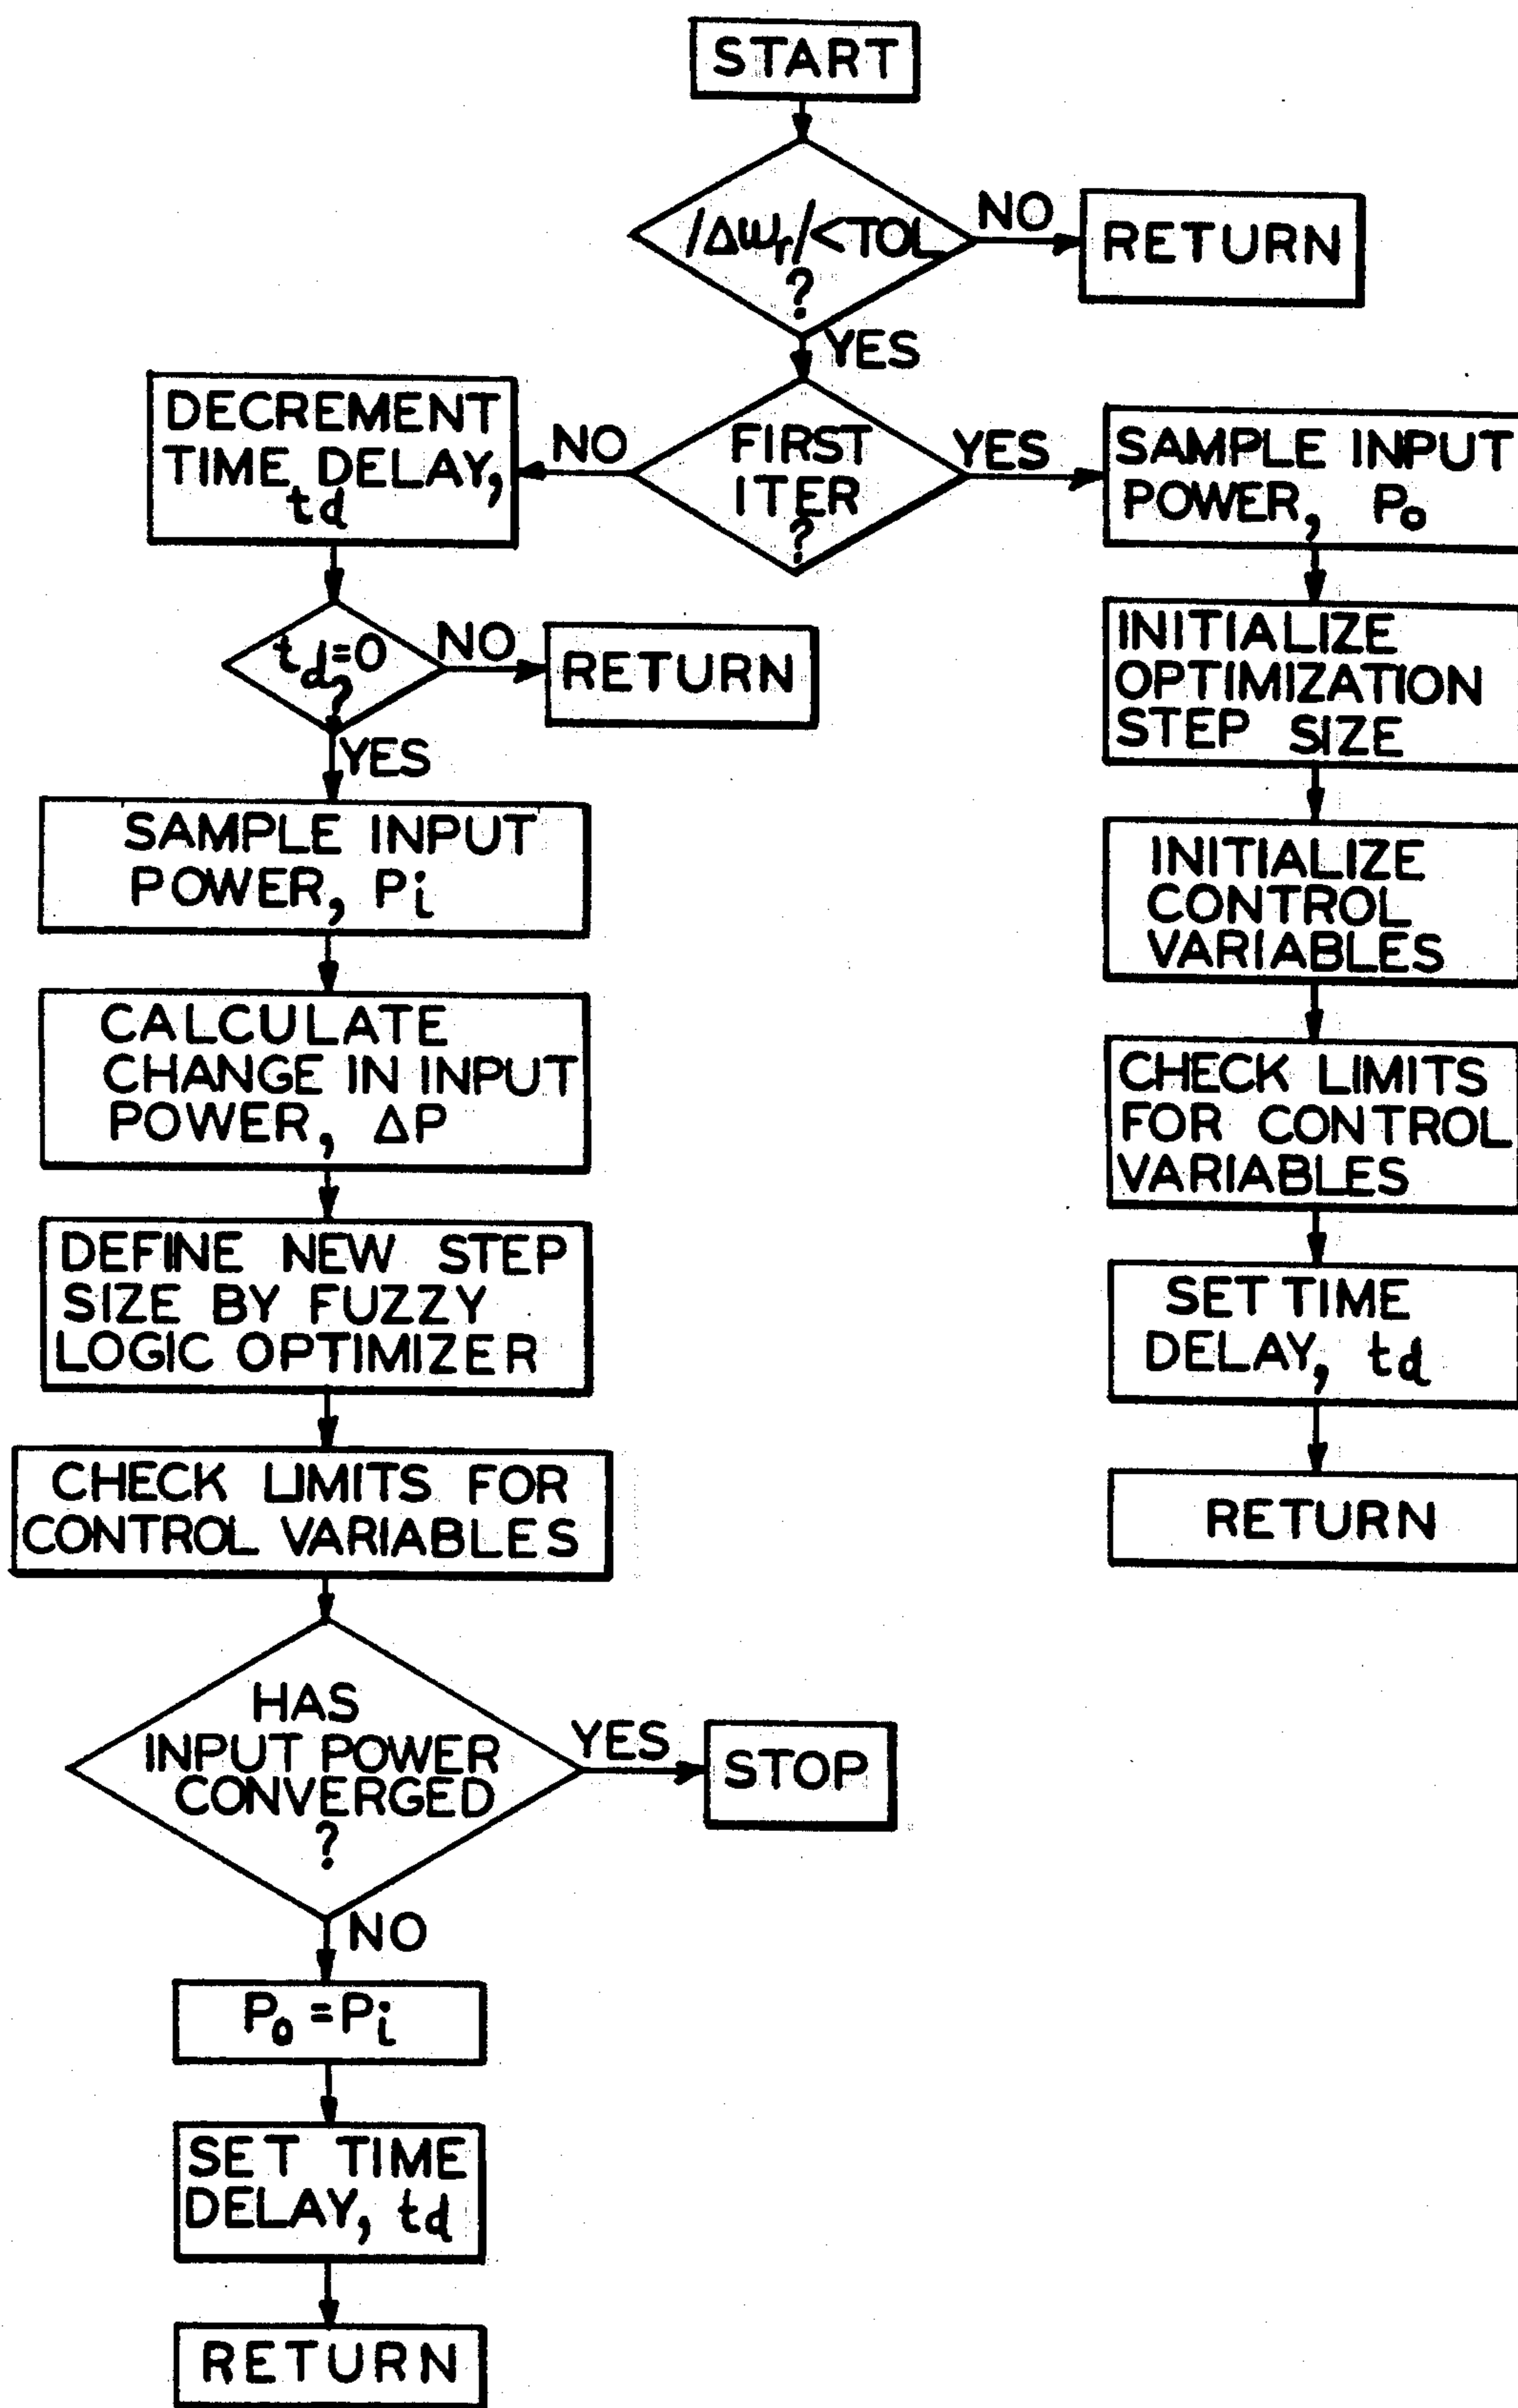 START
/Δωr/<TOL
?
NO
RETURN
YES
DECREMENT
TIME DELAY,
td
NO
FIRST
ITER
?
YES
SAMPLE INPUT
POWER, Po
INITIALIZE
OPTIMIZATION
STEP SIZE
INITIALIZE
CONTROL
VARIABLES
CHECK LIMITS
FOR CONTROL
VARIABLES
SET TIME
DELAY, td
RETURN
td=0
?
NO
RETURN
YES
SAMPLE INPUT
POWER, Pi
CALCULATE
CHANGE IN INPUT
POWER, ΔP
DEFINE NEW STEP
SIZE BY FUZZY
LOGIC OPTIMIZER
CHECK LIMITS FOR
CONTROL VARIABLES
HAS
INPUT POWER
CONVERGED
?
YES
STOP
NO
Po=Pi
SET TIME
DELAY, td
RETURN